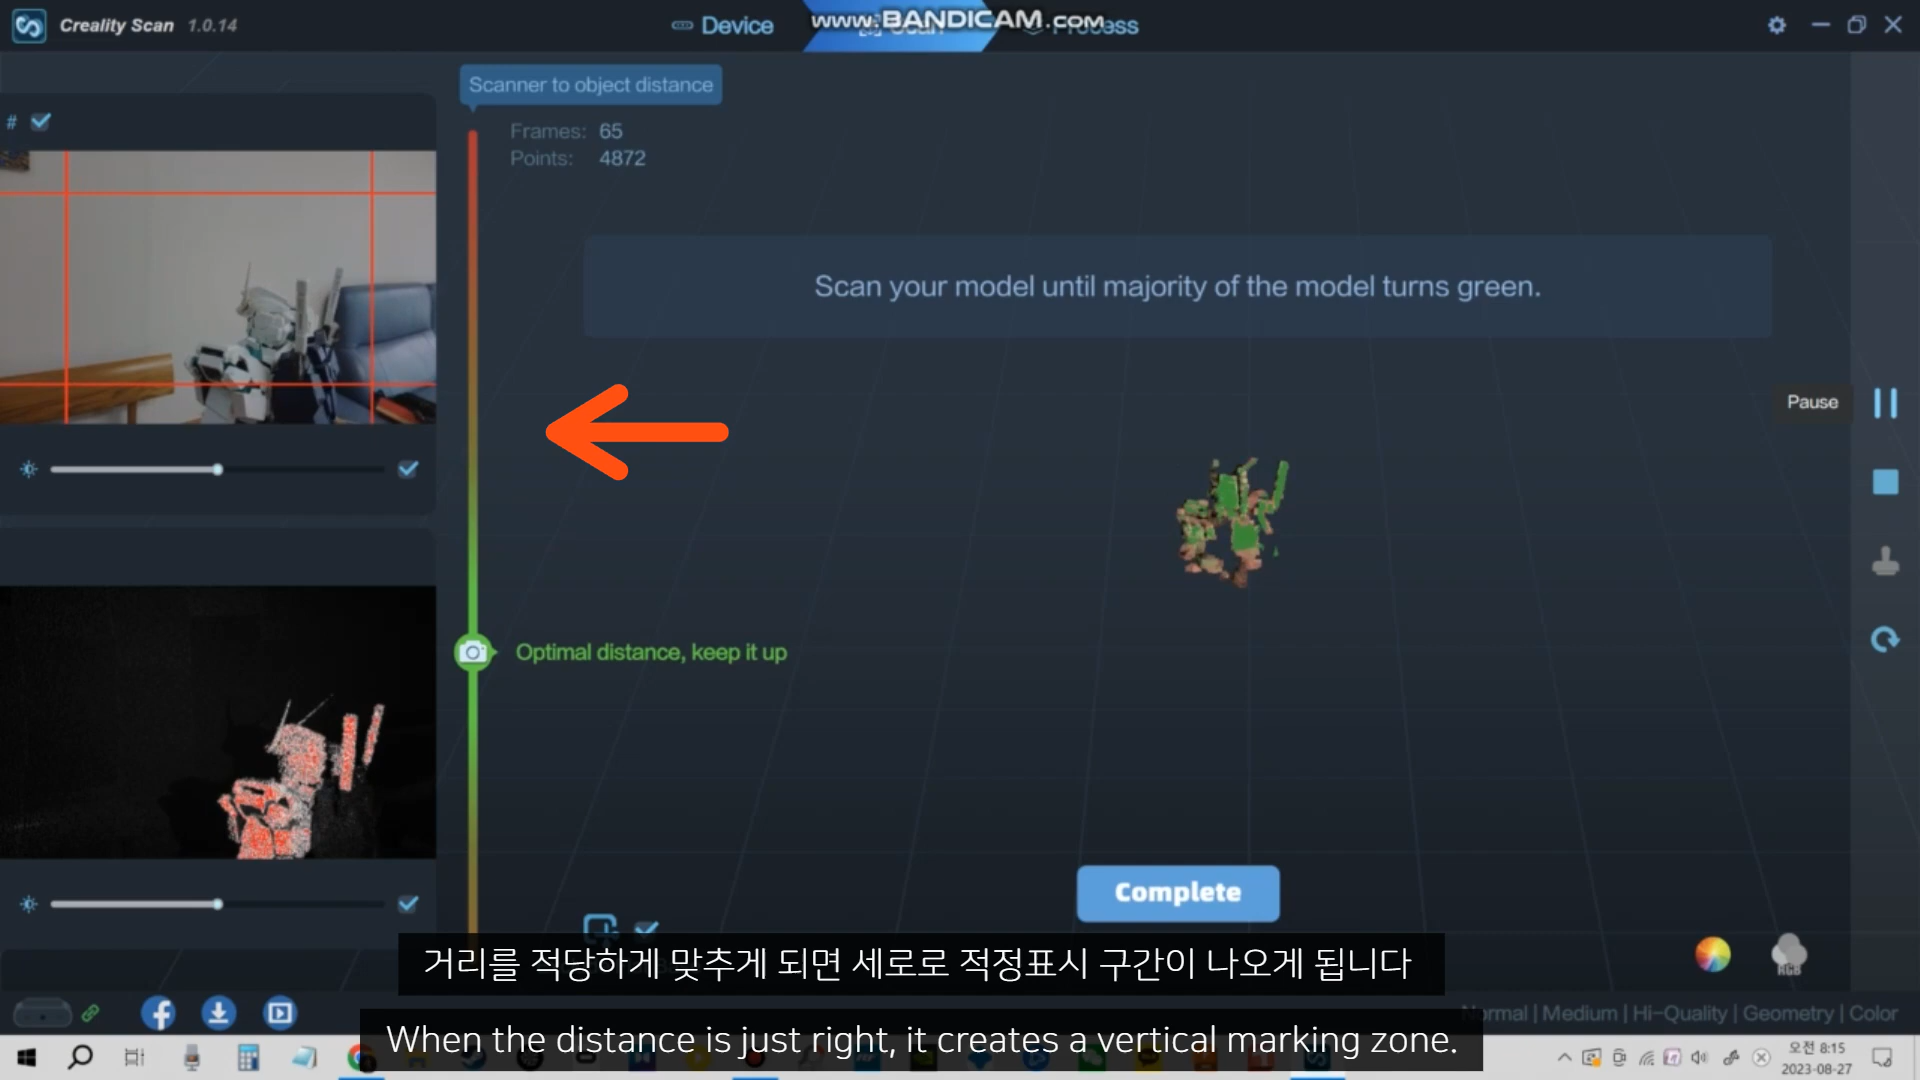 Creality Scan 1.0.14
Device
www.BANDICAM.com
Process
Scanner to object distance
#
Frames: 65
Points: 4872
Scan your model until majority of the model turns green.
Pause
Optimal distance, keep it up
Complete
RGB
거리를 적당하게 맞추게 되면 세로로 적정표시 구간이 나오게 됩니다
Normal | Medium | Hi-Quality | Geometry | Color
When the distance is just right, it creates a vertical marking zone.
오전 8:15
2023-08-27